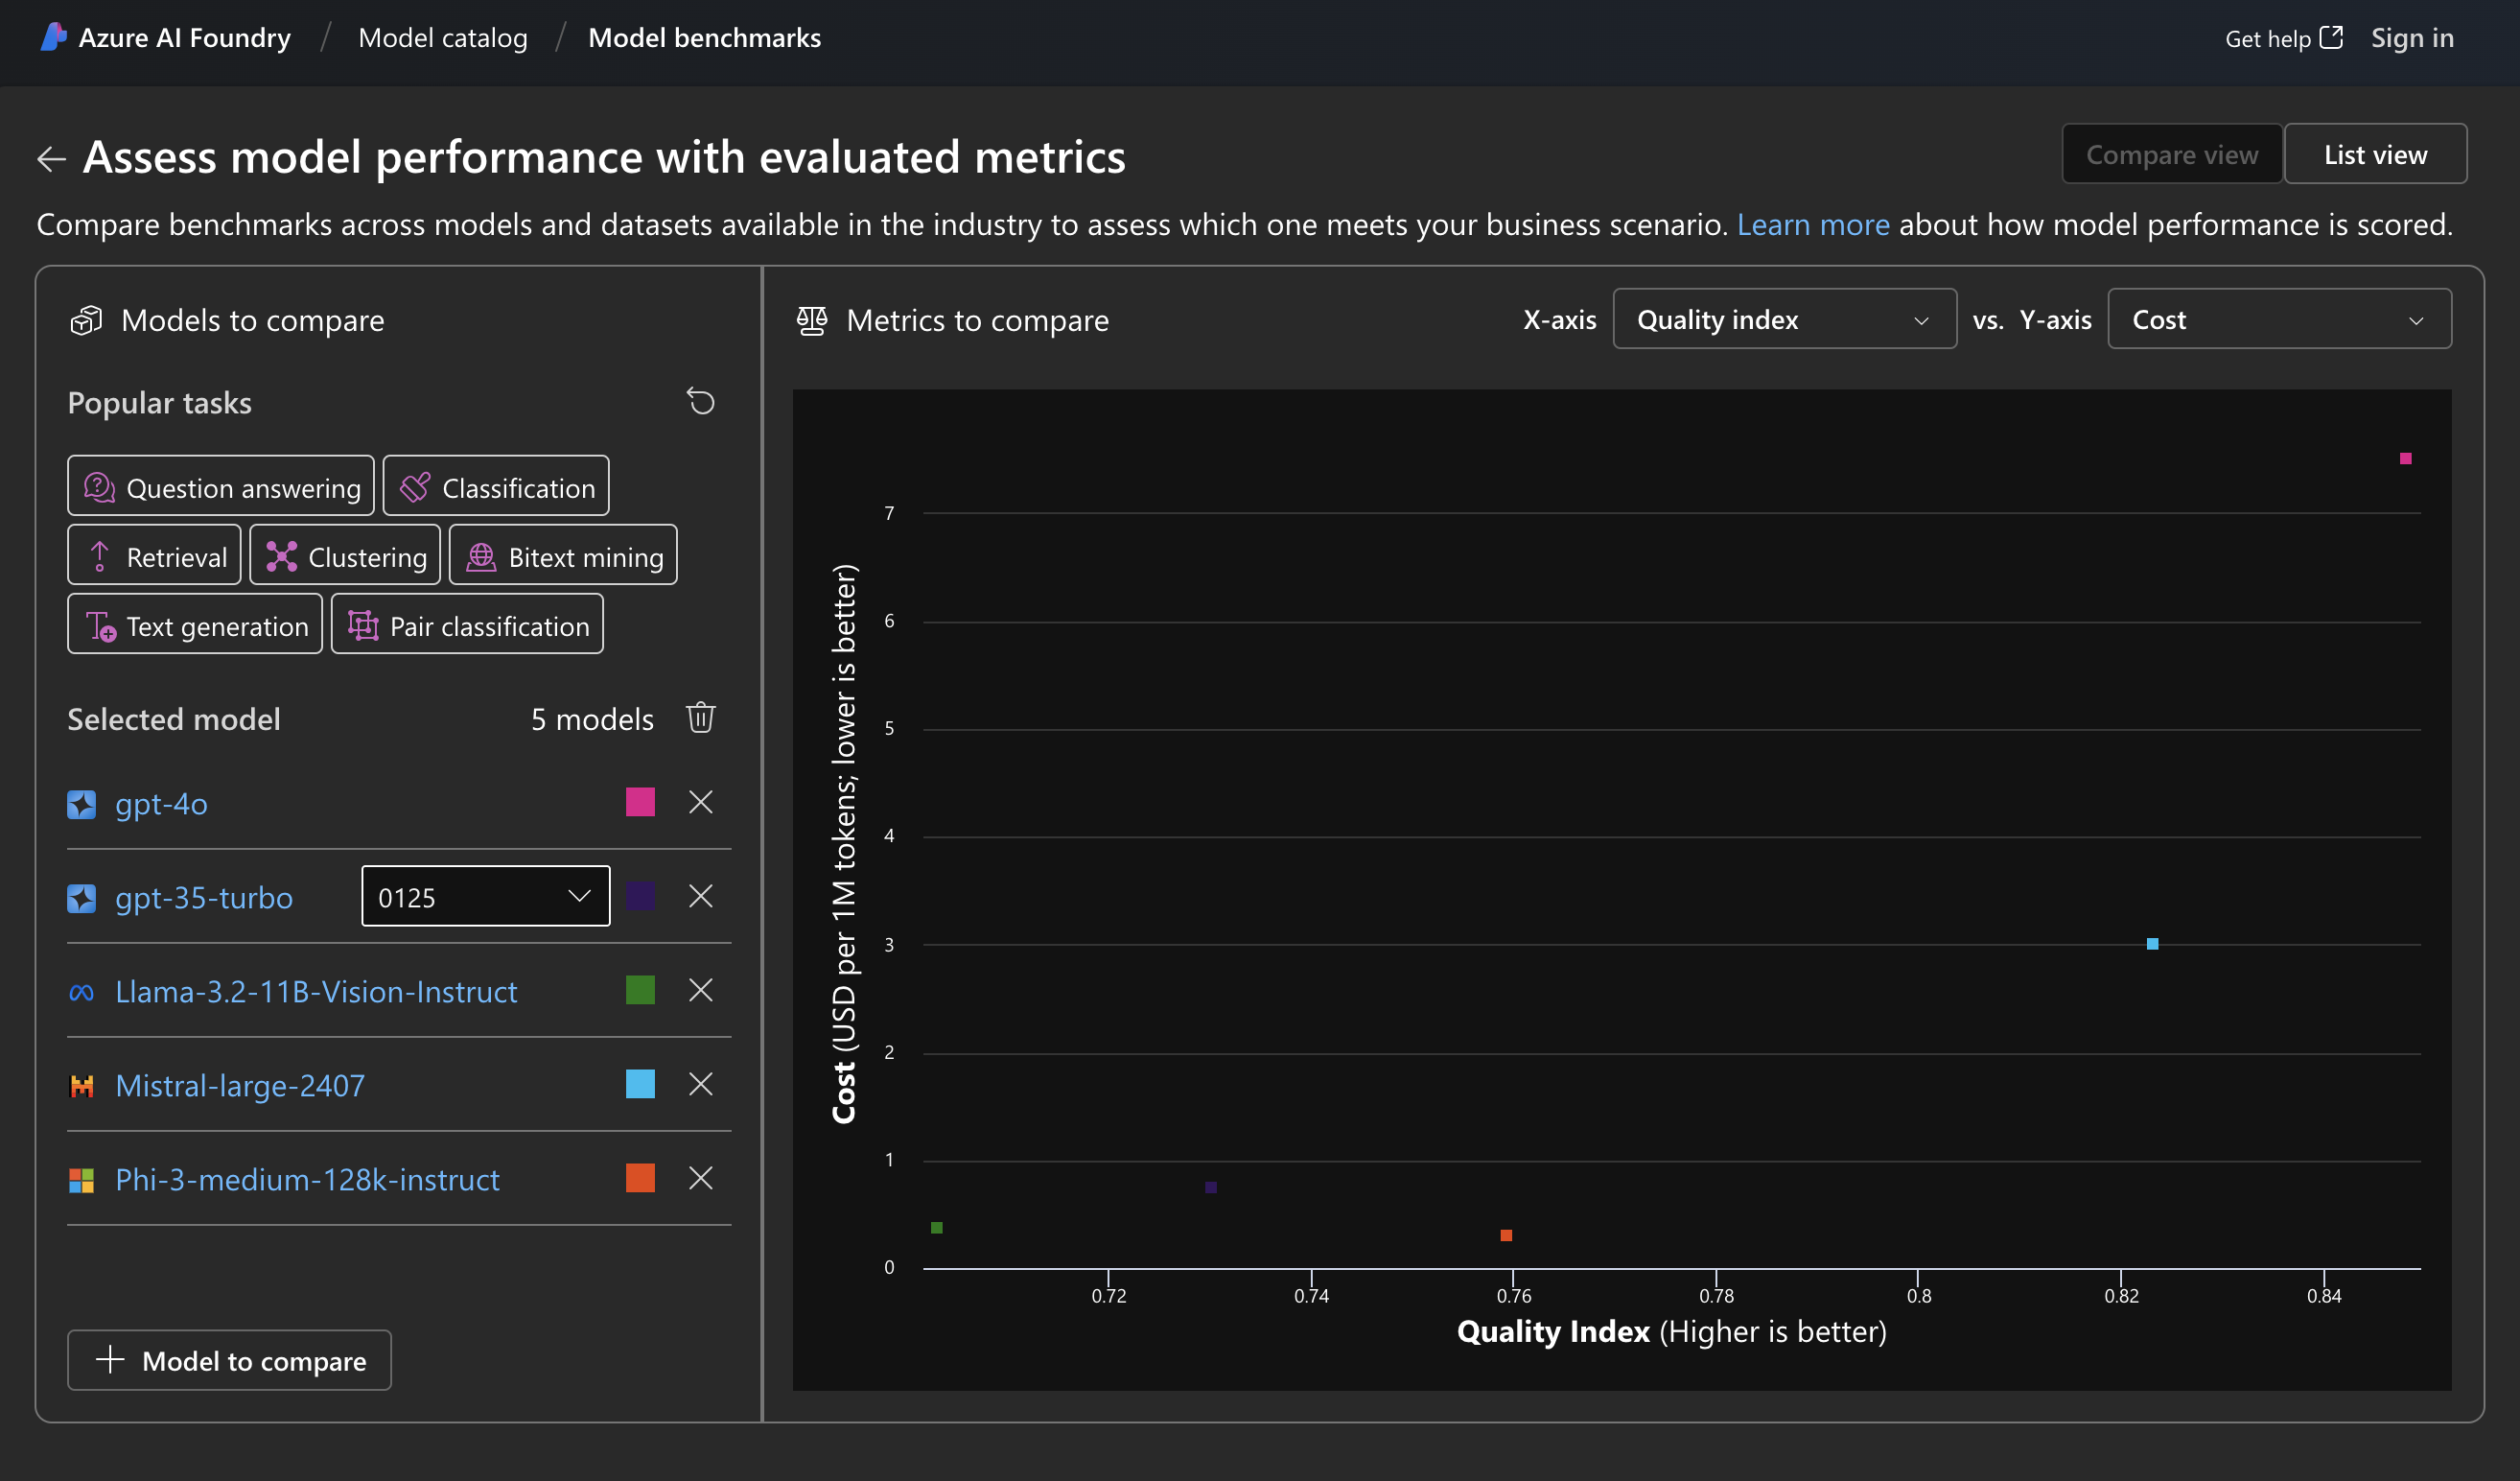 Azure AI Foundry / Model catalog / Model benchmarks
Get help Sign in
Assess model performance with evaluated metrics
Compare view List view
Compare benchmarks across models and datasets available in the industry to assess which one meets your business scenario. Learn more about how model performance is scored.
Models to compare
Popular tasks
Question answering Classification
Retrieval Clustering Bitext mining
Text generation Pair classification
Selected model 5 models
gpt-4o
gpt-35-turbo 0125
Llama-3.2-11B-Vision-Instruct
Mistral-large-2407
Phi-3-medium-128k-instruct
Model to compare
Metrics to compare
X-axis Quality index vs. Y-axis Cost
Cost (USD per 1M tokens; lower is better)
7
6
5
4
3
2
1
0
0.72 0.74 0.76 0.78 0.8 0.82 0.84
Quality Index (Higher is better)